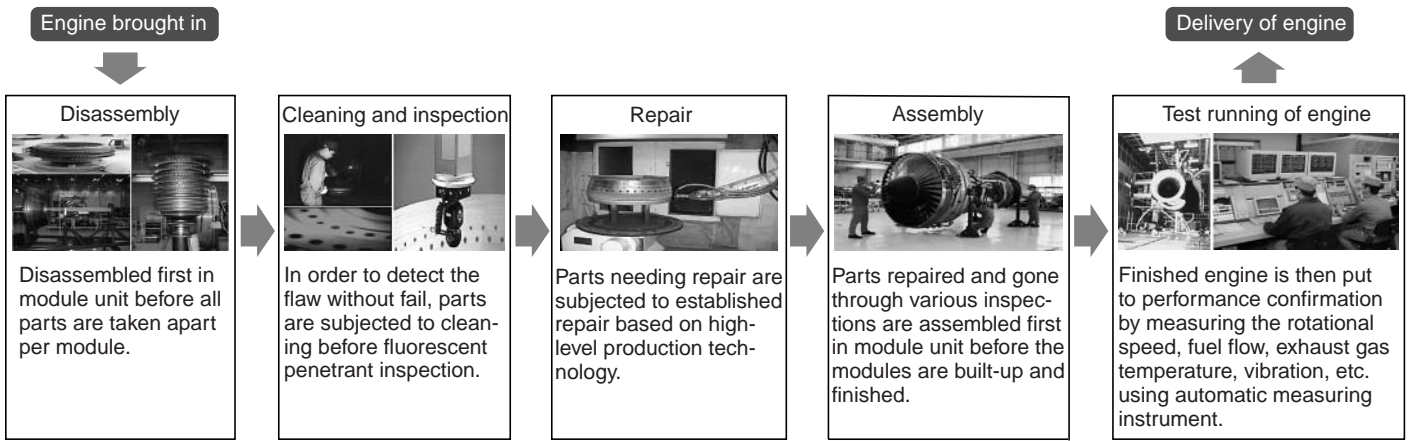 Engine brought in
Delivery of engine
Disassembly
Disassembled first in
module unit before all
parts are taken apart
per module.
Cleaning and inspection
In order to detect the
flaw without fail, parts
are subjected to clean-
ing before fluorescent
penetrant inspection.
Repair
Parts needing repair are
subjected to established
repair based on high-
level production tech-
nology.
Assembly
Parts repaired and gone
through various inspec-
tions are assembled first
in module unit before the
modules are built-up and
finished.
Test running of engine
Finished engine is then put
to performance confirmation
by measuring the rotational
speed, fuel flow, exhaust gas
temperature, vibration, etc.
using automatic measuring
instrument.